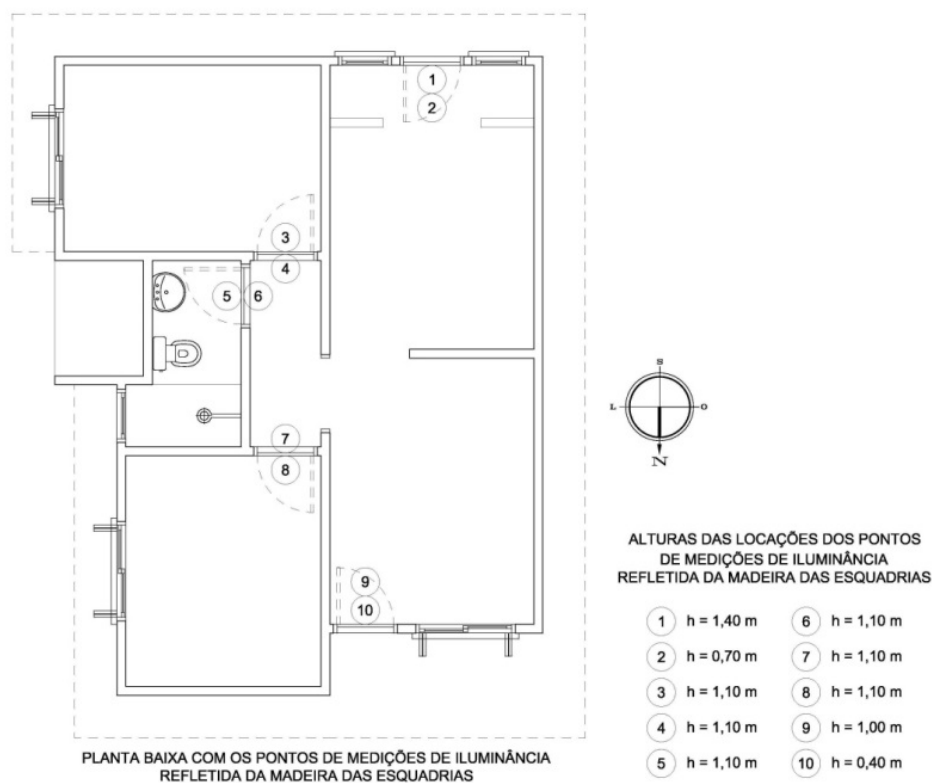 1
2
3
4
5 6
7
8
9
10
S
L O
N
PLANTA BAIXA COM OS PONTOS DE MEDIÇÕES DE ILUMINÂNCIA
REFLETIDA DA MADEIRA DAS ESQUADRIAS
ALTURAS DAS LOCAÇÕES DOS PONTOS
DE MEDIÇÕES DE ILUMINÂNCIA
REFLETIDA DA MADEIRA DAS ESQUADRIAS
1 h = 1,40 m 6 h = 1,10 m
2 h = 0,70 m 7 h = 1,10 m
3 h = 1,10 m 8 h = 1,10 m
4 h = 1,10 m 9 h = 1,00 m
5 h = 1,10 m 10 h = 0,40 m